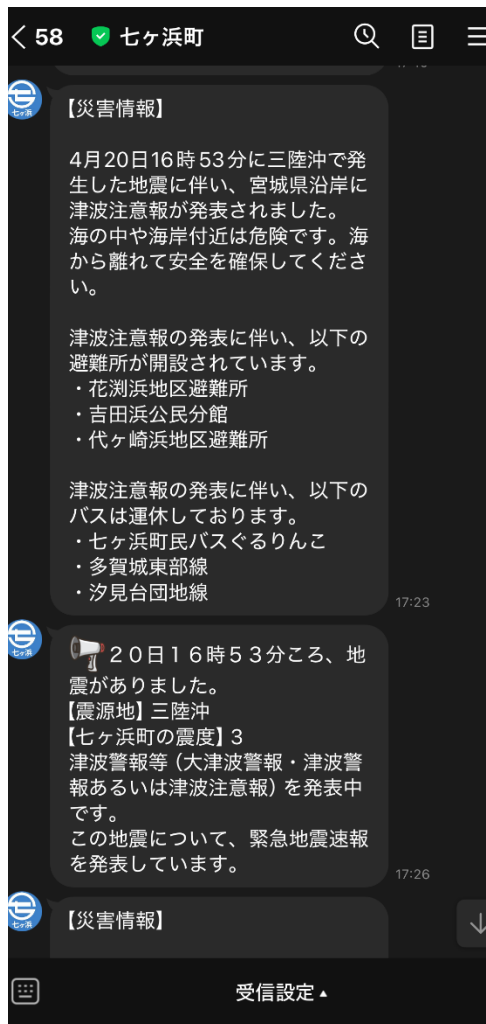 58 七ヶ浜町
七ヶ浜
【災害情報】
4月20日16時53分に三陸沖で発
生した地震に伴い、宮城県沿岸に
津波注意報が発表されました。
海の中や海岸付近は危険です。海
から離れて安全を確保してくださ
い。
津波注意報の発表に伴い、以下の
避難所が開設されています。
・花渕浜地区避難所
・吉田浜公民分館
・代ヶ崎浜地区避難所
津波注意報の発表に伴い、以下の
バスは運休しております。
・七ヶ浜町民バスぐるりんこ
・多賀城東部線
・汐見台団地線
17:23
七ヶ浜
２０日１６時５３分ころ、地
震がありました。
【震源地】三陸沖
【七ヶ浜町の震度】3
津波警報等（大津波警報・津波警
報あるいは津波注意報）を発表中
です。
この地震について、緊急地震速報
を発表しています。
17:26
七ヶ浜
【災害情報】
受信設定▲